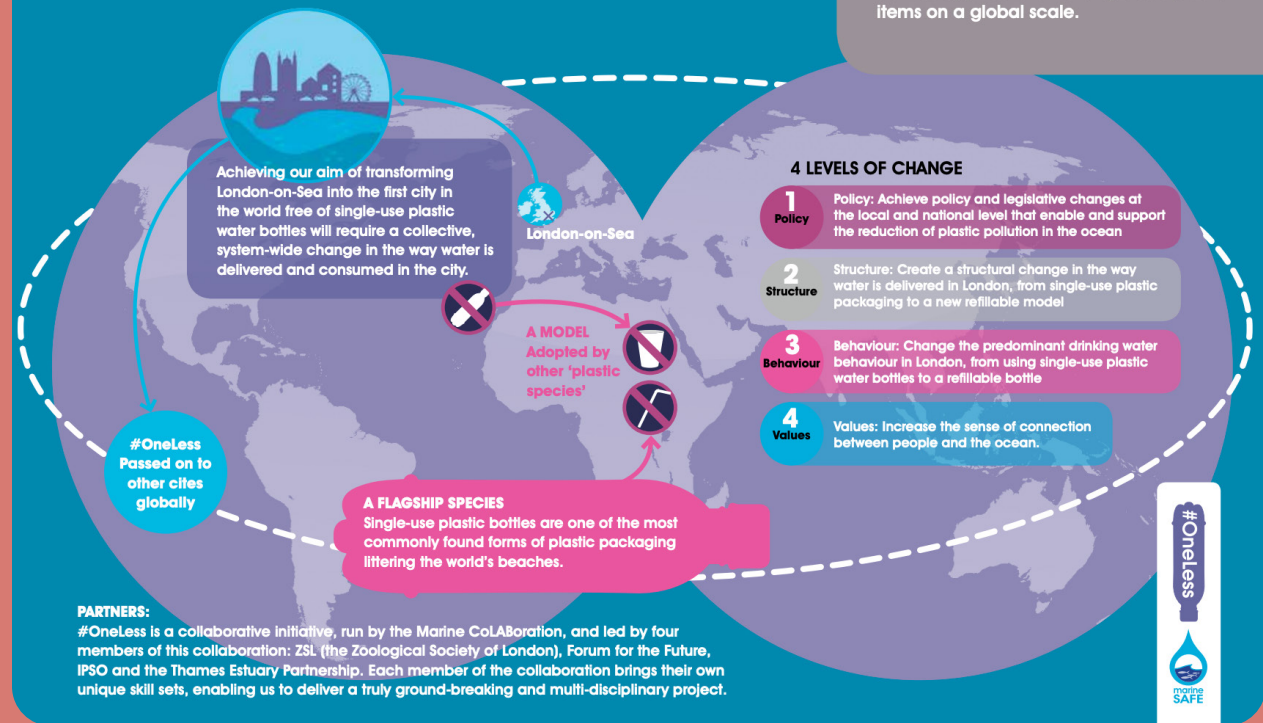 items on a global scale.
Achieving our aim of transforming
London-on-Sea into the first city in
the world free of single-use plastic
water bottles will require a collective,
system-wide change in the way water is
delivered and consumed in the city.
London-on-Sea
4 LEVELS OF CHANGE
1
Policy
Policy: Achieve policy and legislative changes at
the local and national level that enable and support
the reduction of plastic pollution in the ocean
2
Structure
Structure: Create a structural change in the way
water is delivered in London, from single-use plastic
packaging to a new refillable model
3
Behaviour
Behaviour: Change the predominant drinking water
behaviour in London, from using single-use plastic
water bottles to a refillable bottle
4
Values
Values: Increase the sense of connection
between people and the ocean.
A MODEL
Adopted by
other ‘plastic
species’
#OneLess
Passed on to
other cites
globally
A FLAGSHIP SPECIES
Single-use plastic bottles are one of the most
commonly found forms of plastic packaging
littering the world's beaches.
PARTNERS:
#OneLess is a collaborative initiative, run by the Marine CoLABoration, and led by four
members of this collaboration: ZSL (the Zoological Society of London), Forum for the Future,
IPSO and the Thames Estuary Partnership. Each member of the collaboration brings their own
unique skill sets, enabling us to deliver a truly ground-breaking and multi-disciplinary project.
#OneLess
marine
SAFE